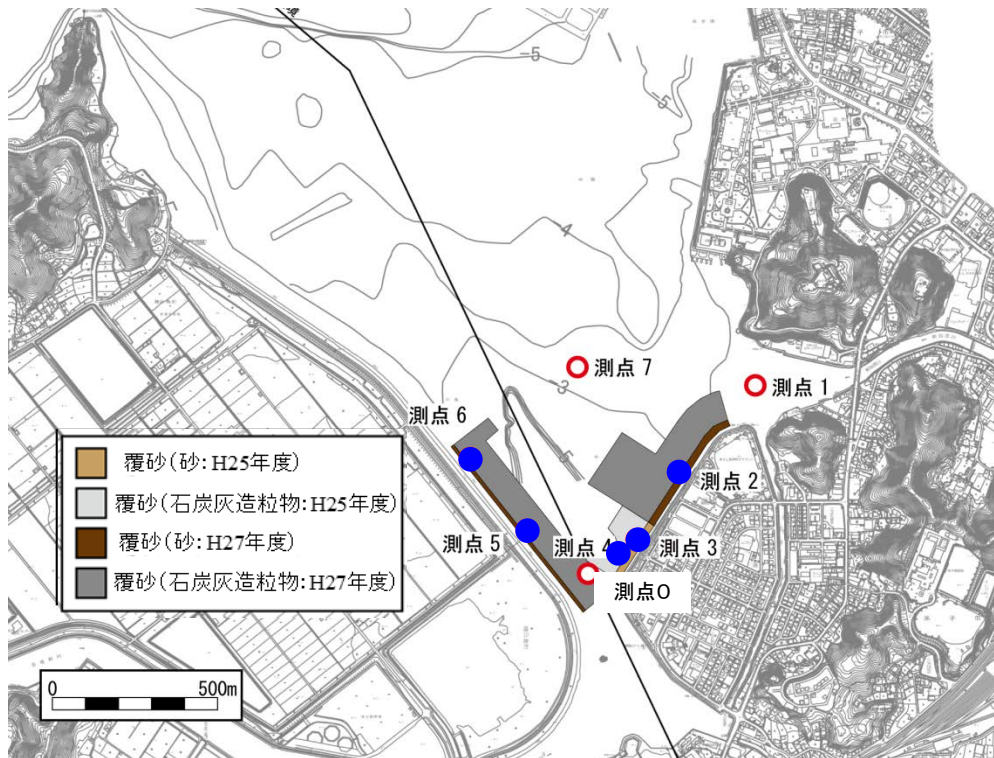 -5
-5
-4
-3
-5
測点 7
測点 1
測点 6
測点 2
測点 5
測点 4
測点 3
測点0
覆砂(砂:H25年度)
覆砂(石炭灰造粒物:H25年度)
覆砂(砂:H27年度)
覆砂(石炭灰造粒物:H27年度)
0 500m